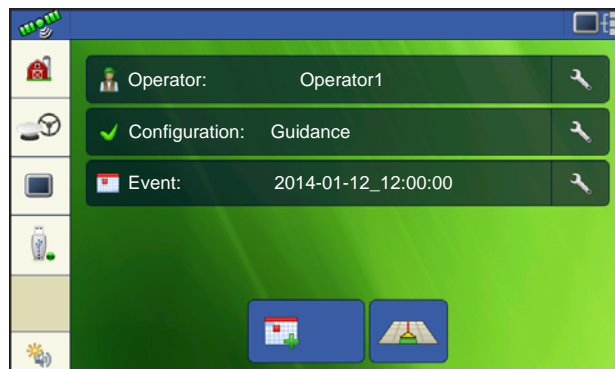 Operator: Operator1
Configuration: Guidance
Event: 2014-01-12_12:00:00